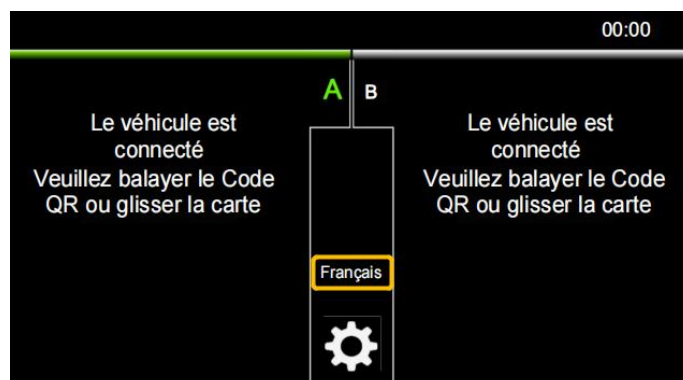 00:00
A
B
Le véhicule est
connecté
Veuillez balayer le Code
QR ou glisser la carte
Le véhicule est
connecté
Veuillez balayer le Code
QR ou glisser la carte
Français